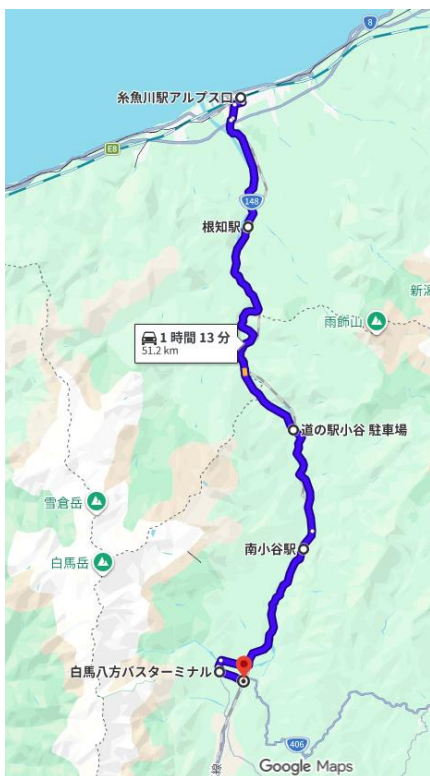 8
糸魚川駅アルプス口
E8
148
根知駅
新潟
雨飾山
1 時間 13 分
51.2 km
道の駅小谷 駐車場
雪倉岳
南小谷駅
白馬岳
白馬八方バスターミナル
線
406
Google Maps